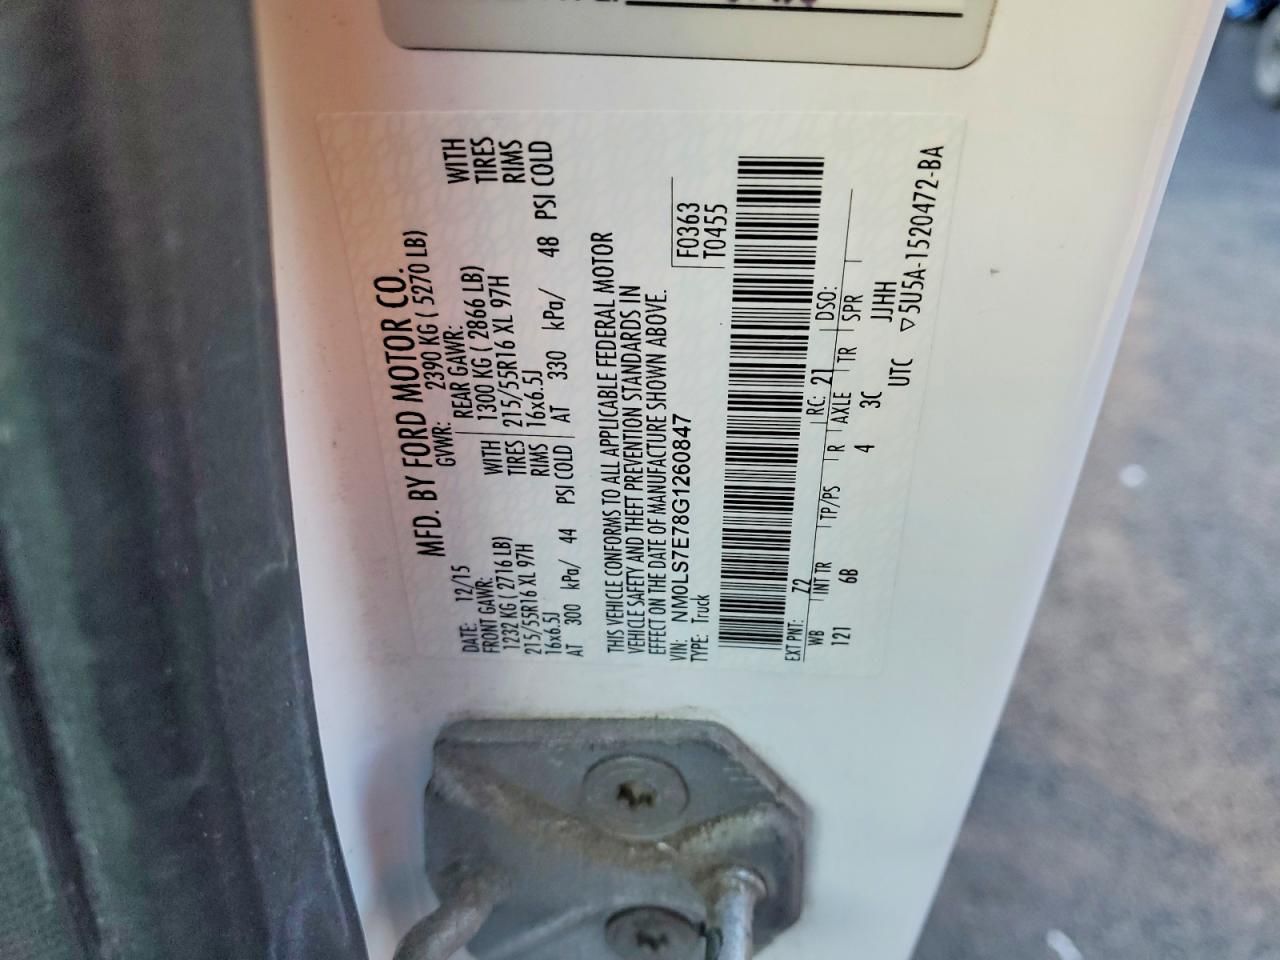 MFD. BY FORD MOTOR CO.
DATE: 12/15 GVWR: 2390 KG ( 5270 LB)
FRONT GAWR: REAR GAWR:
1232 KG ( 2716 LB) WITH 1300 KG ( 2866 LB) WITH
215/55R16 XL 97H TIRES 215/55R16 XL 97H TIRES
16x6.5J RIMS 16x6.5J RIMS
AT 300 kPa/ 44 PSI COLD AT 330 kPa/ 48 PSI COLD
THIS VEHICLE CONFORMS TO ALL APPLICABLE FEDERAL MOTOR
VEHICLE SAFETY AND THEFT PREVENTION STANDARDS IN
EFFECT ON THE DATE OF MANUFACTURE SHOWN ABOVE.
VIN: NM0LS7E78G1260847 F0363
TYPE: Truck T0455
EXT PNT: Z2 RC: 21 DSO:
WB INT TR TP/PS R AXLE TR SPR
121 6B 4 3C JJHH
UTC ▽5U5A-1520472-BA